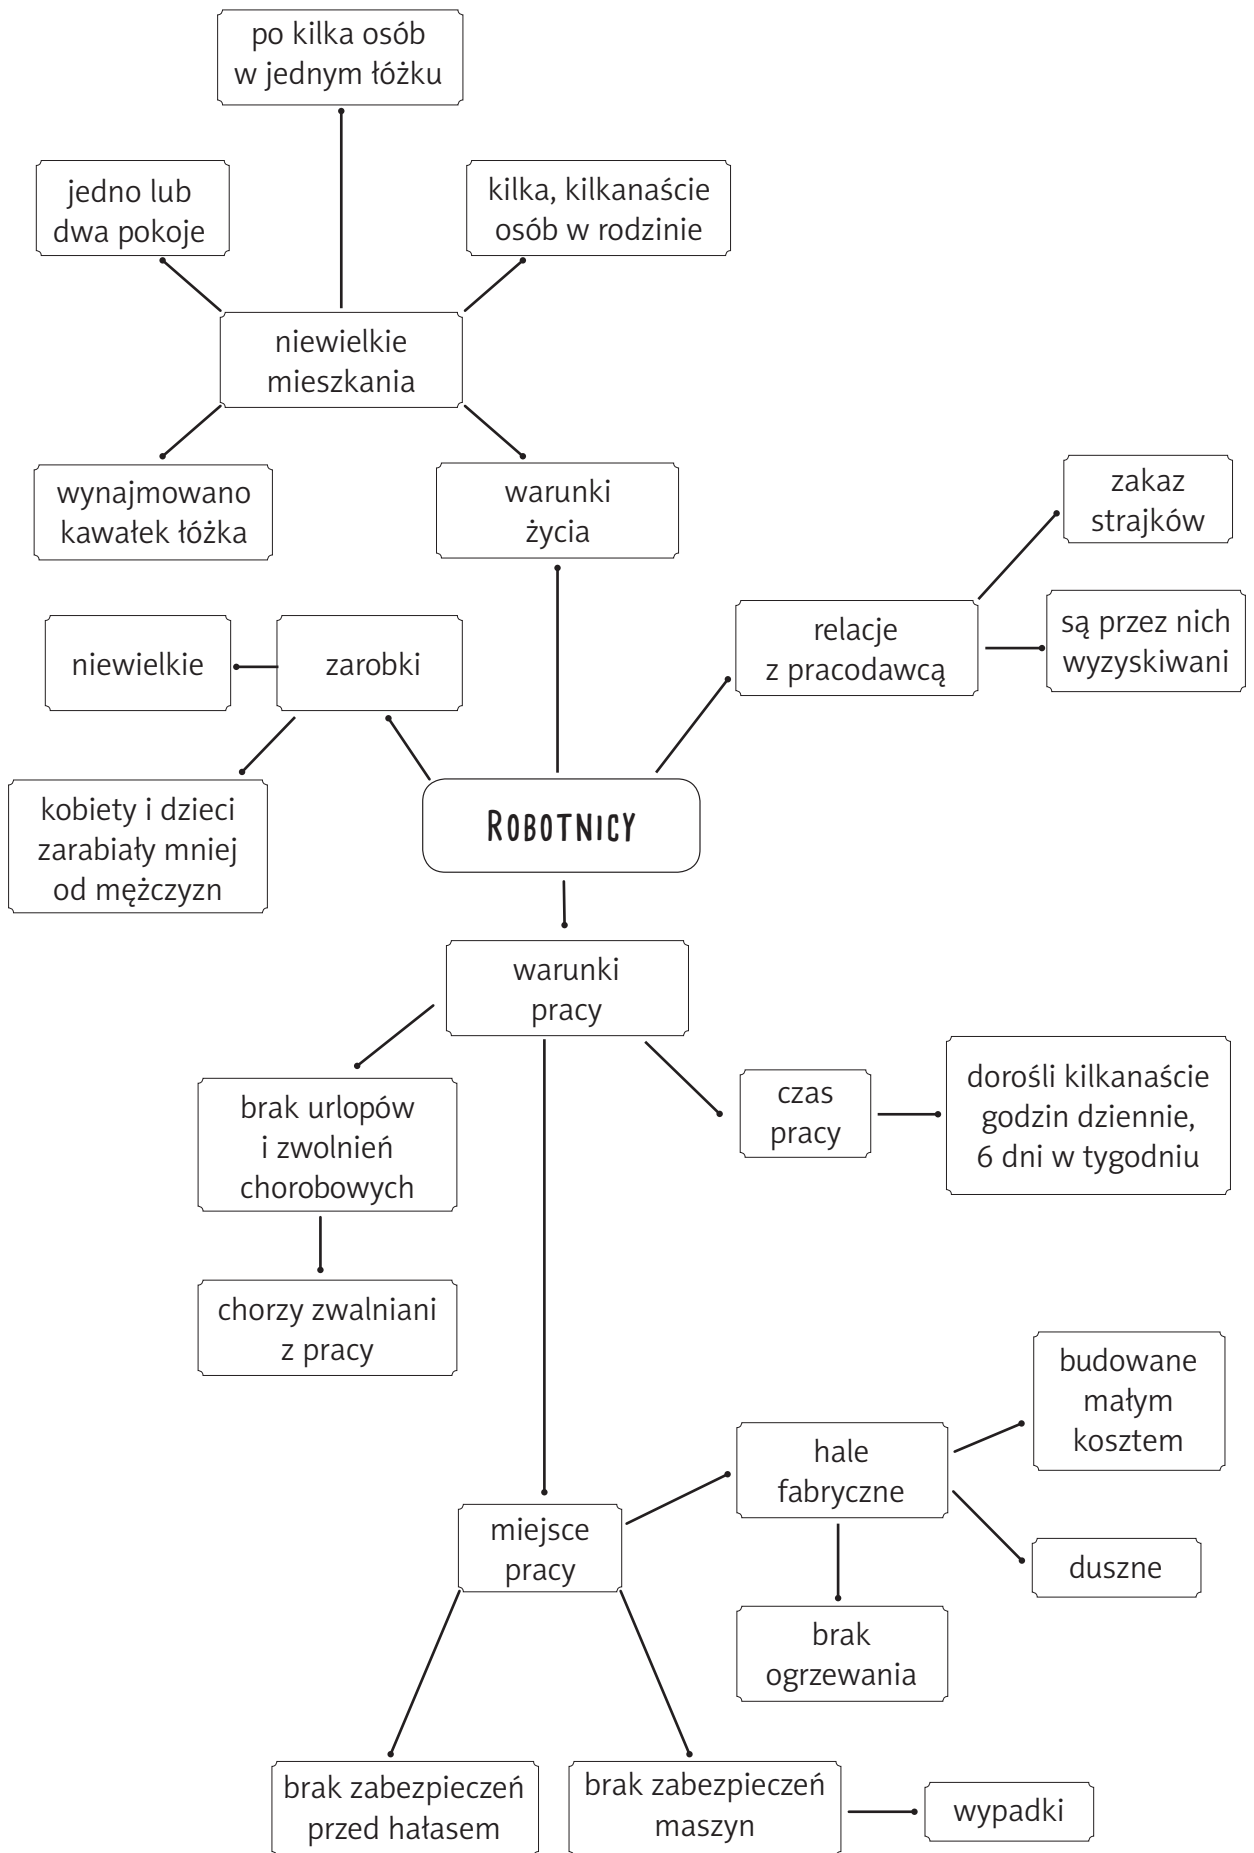 po kilka osób
w jednym łóżku
jedno lub
dwa pokoje
kilka, kilkanaście
osób w rodzinie
niewielkie
mieszkania
wynajmowano
kawałek łóżka
warunki
życia
zakaz
strajków
relacje
z pracodawcą
są przez nich
wyzyskiwani
niewielkie
zarobki
kobiety i dzieci
zarabiały mniej
od mężczyzn
ROBOTNICY
warunki
pracy
brak urlopów
i zwolnień
chorobowych
czas
pracy
dorośli kilkanaście
godzin dziennie,
6 dni w tygodniu
chorzy zwalniani
z pracy
budowane
małym
kosztem
hale
fabryczne
miejsce
pracy
duszne
brak
ogrzewania
brak zabezpieczeń
przed hałasem
brak zabezpieczeń
maszyn
wypadki